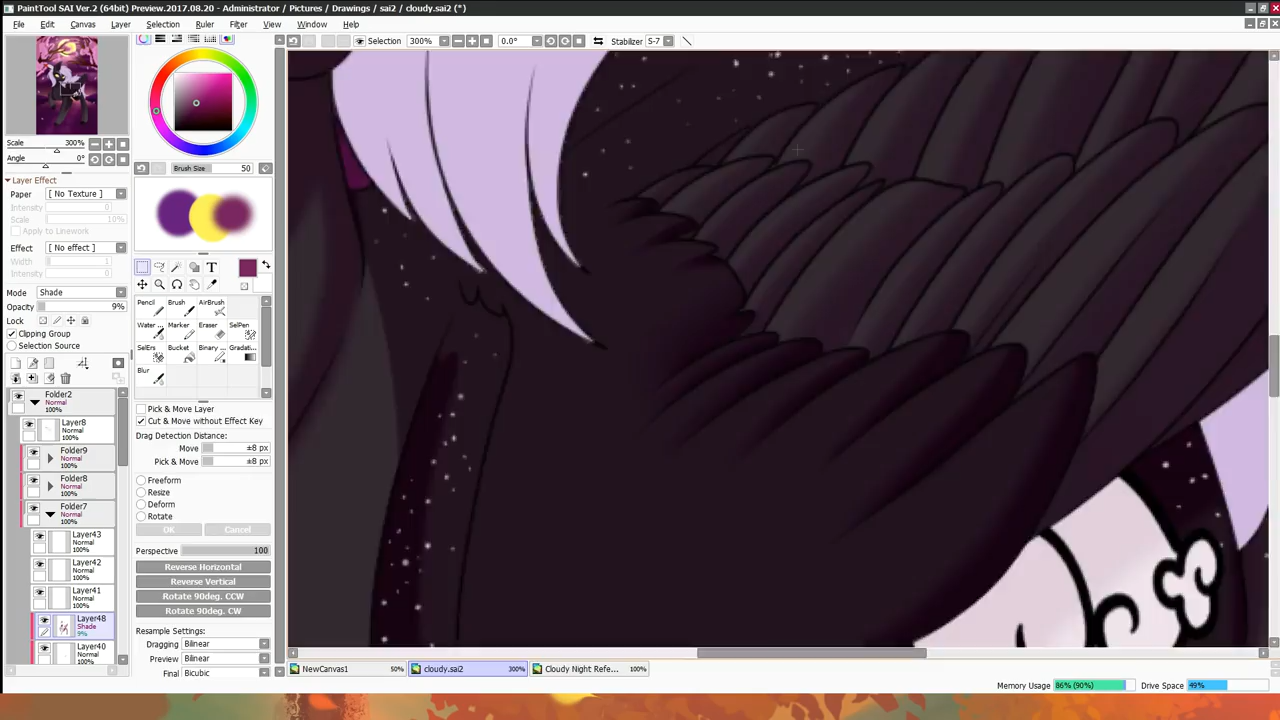 PaintTool SAI Ver.2 (64bit) Preview.2017.08.20 - Administrator / Pictures / Drawings / sai2 / cloudy.sai2 (*)
File Edit Canvas Layer Selection Ruler Filter View Window Help
Selection 300% 0.0° Stabilizer S-7
Scale 300%
Angle 0°
Layer Effect
Paper [ No Texture ]
Intensity 0
Scale 10%
Apply to Linework
Effect [ No effect ]
Width 1
Intensity 0
Mode Shade
Opacity 9%
Lock
Clipping Group
Selection Source
Folder2
Normal
100%
Layer8
Normal
100%
Folder9
Normal
100%
Folder8
Normal
100%
Folder7
Normal
100%
Layer43
Normal
100%
Layer42
Normal
100%
Layer41
Normal
100%
Layer48
Shade
9%
Layer40
Normal
100%
Brush Size 50
T
Pencil Brush AirBrush
Water ... Marker Eraser SelPen
SelErs Bucket Binary ... Gradati...
Blur
Pick & Move Layer
Cut & Move without Effect Key
Drag Detection Distance:
Move ±8 px
Pick & Move ±8 px
Freeform
Resize
Deform
Rotate
OK Cancel
Perspective 100
Reverse Horizontal
Reverse Vertical
Rotate 90deg. CCW
Rotate 90deg. CW
Resample Settings:
Dragging Bilinear
Preview Bilinear
Final Bicubic
NewCanvas1 50% cloudy.sai2 300% Cloudy Night Refe... 100%
Memory Usage 86% (90%) Drive Space 49%